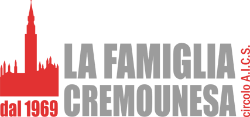 LA FAMIGLIA
CREMOUNESA
dal 1969
circolo A.I.C.S.